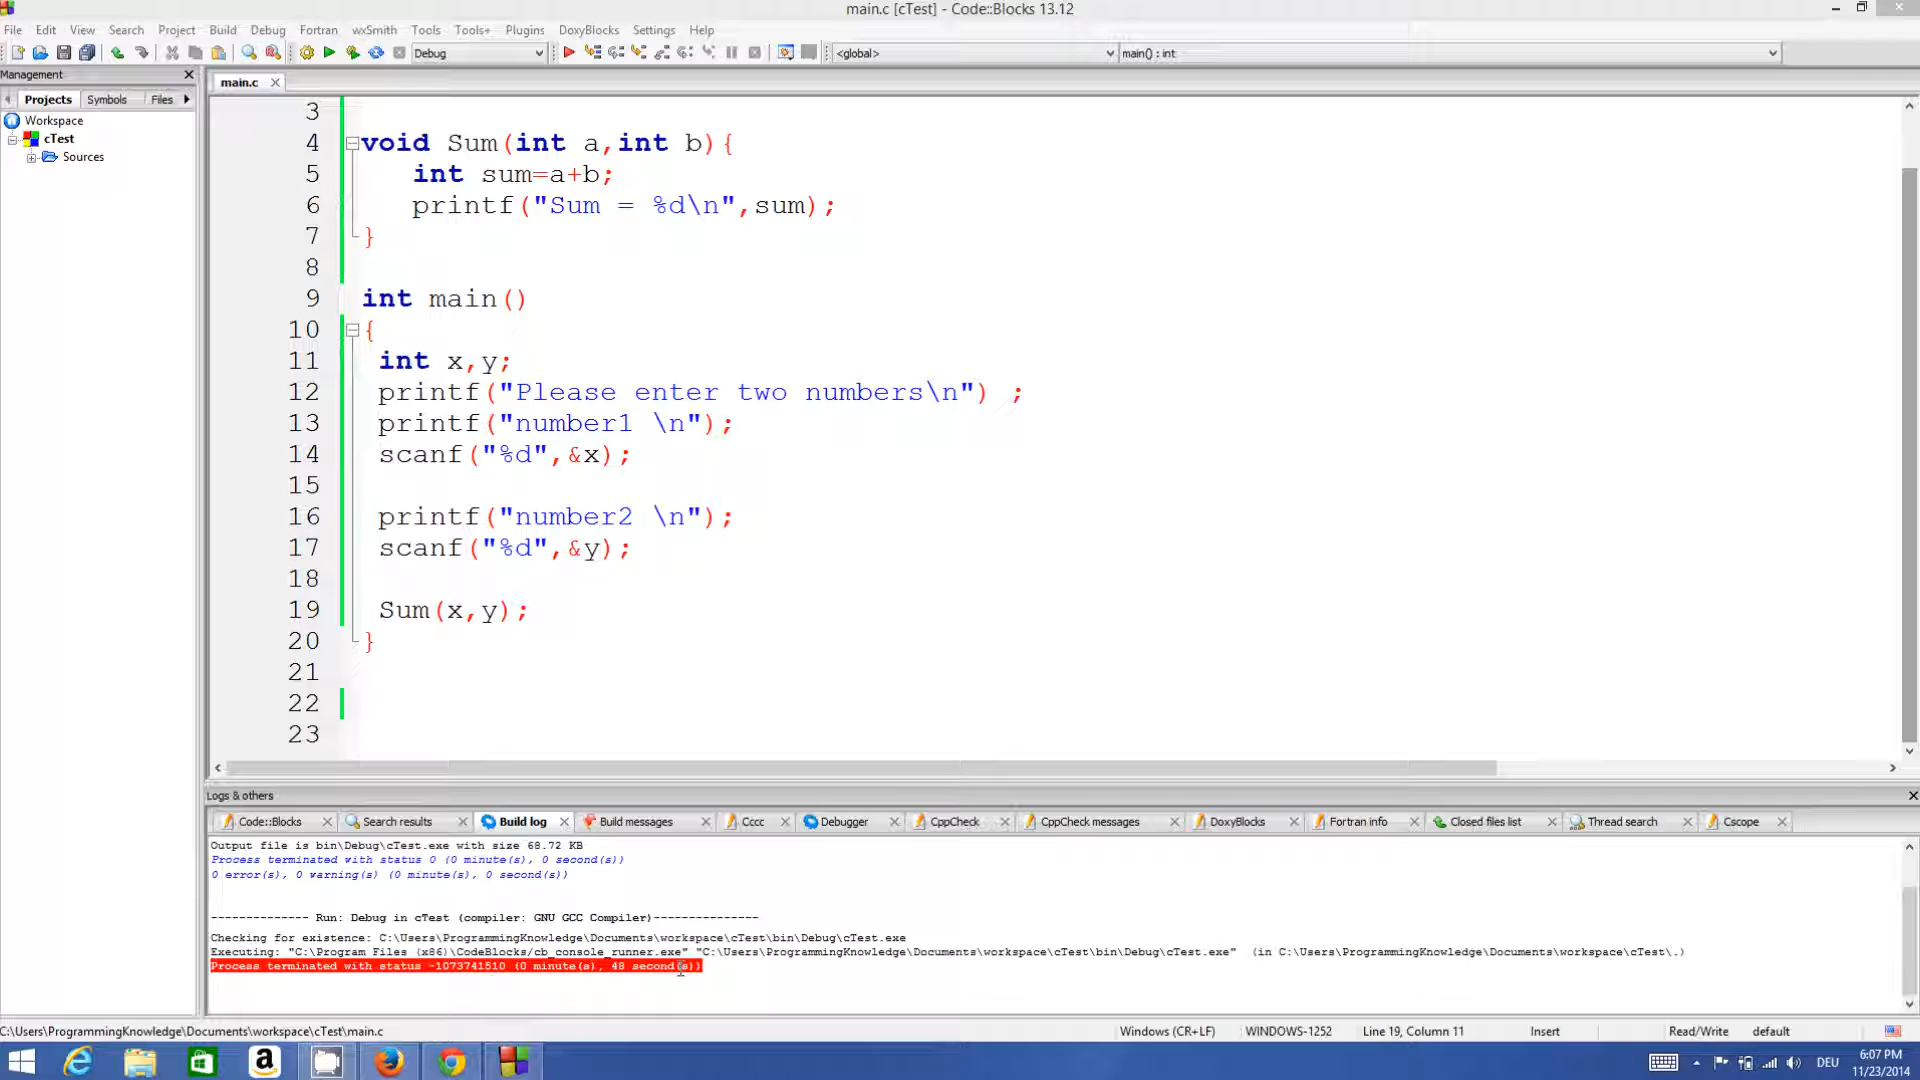 main.c [cTest] - Code::Blocks 13.12
File Edit View Search Project Build Debug Fortran wxSmith Tools Tools+ Plugins DoxyBlocks Settings Help
Debug <global> main() : int
Management
main.c
Projects Symbols Files
Workspace
cTest
Sources
3
4 void Sum(int a,int b){
5 int sum=a+b;
6 printf("Sum = %d\n",sum);
7 }
8
9 int main()
10 {
11 int x,y;
12 printf("Please enter two numbers\n") ;
13 printf("number1 \n");
14 scanf("%d",&x);
15
16 printf("number2 \n");
17 scanf("%d",&y);
18
19 Sum(x,y);
20 }
21
22
23
Logs & others
Code::Blocks Search results Build log Build messages Cccc Debugger CppCheck CppCheck messages DoxyBlocks Fortran info Closed files list Thread search Cscope
Output file is bin\Debug\cTest.exe with size 68.72 KB
Process terminated with status 0 (0 minute(s), 0 second(s))
0 error(s), 0 warning(s) (0 minute(s), 0 second(s))
-------------- Run: Debug in cTest (compiler: GNU GCC Compiler)---------------
Checking for existence: C:\Users\ProgrammingKnowledge\Documents\workspace\cTest\bin\Debug\cTest.exe
Executing: "C:\Program Files (x86)\CodeBlocks/cb_console_runner.exe" "C:\Users\ProgrammingKnowledge\Documents\workspace\cTest\bin\Debug\cTest.exe" (in C:\Users\ProgrammingKnowledge\Documents\workspace\cTest\.)
Process terminated with status -1073741510 (0 minute(s), 48 second(s))
C:\Users\ProgrammingKnowledge\Documents\workspace\cTest\main.c Windows (CR+LF) WINDOWS-1252 Line 19, Column 11 Insert Read/Write default
DEU 6:07 PM
11/23/2014